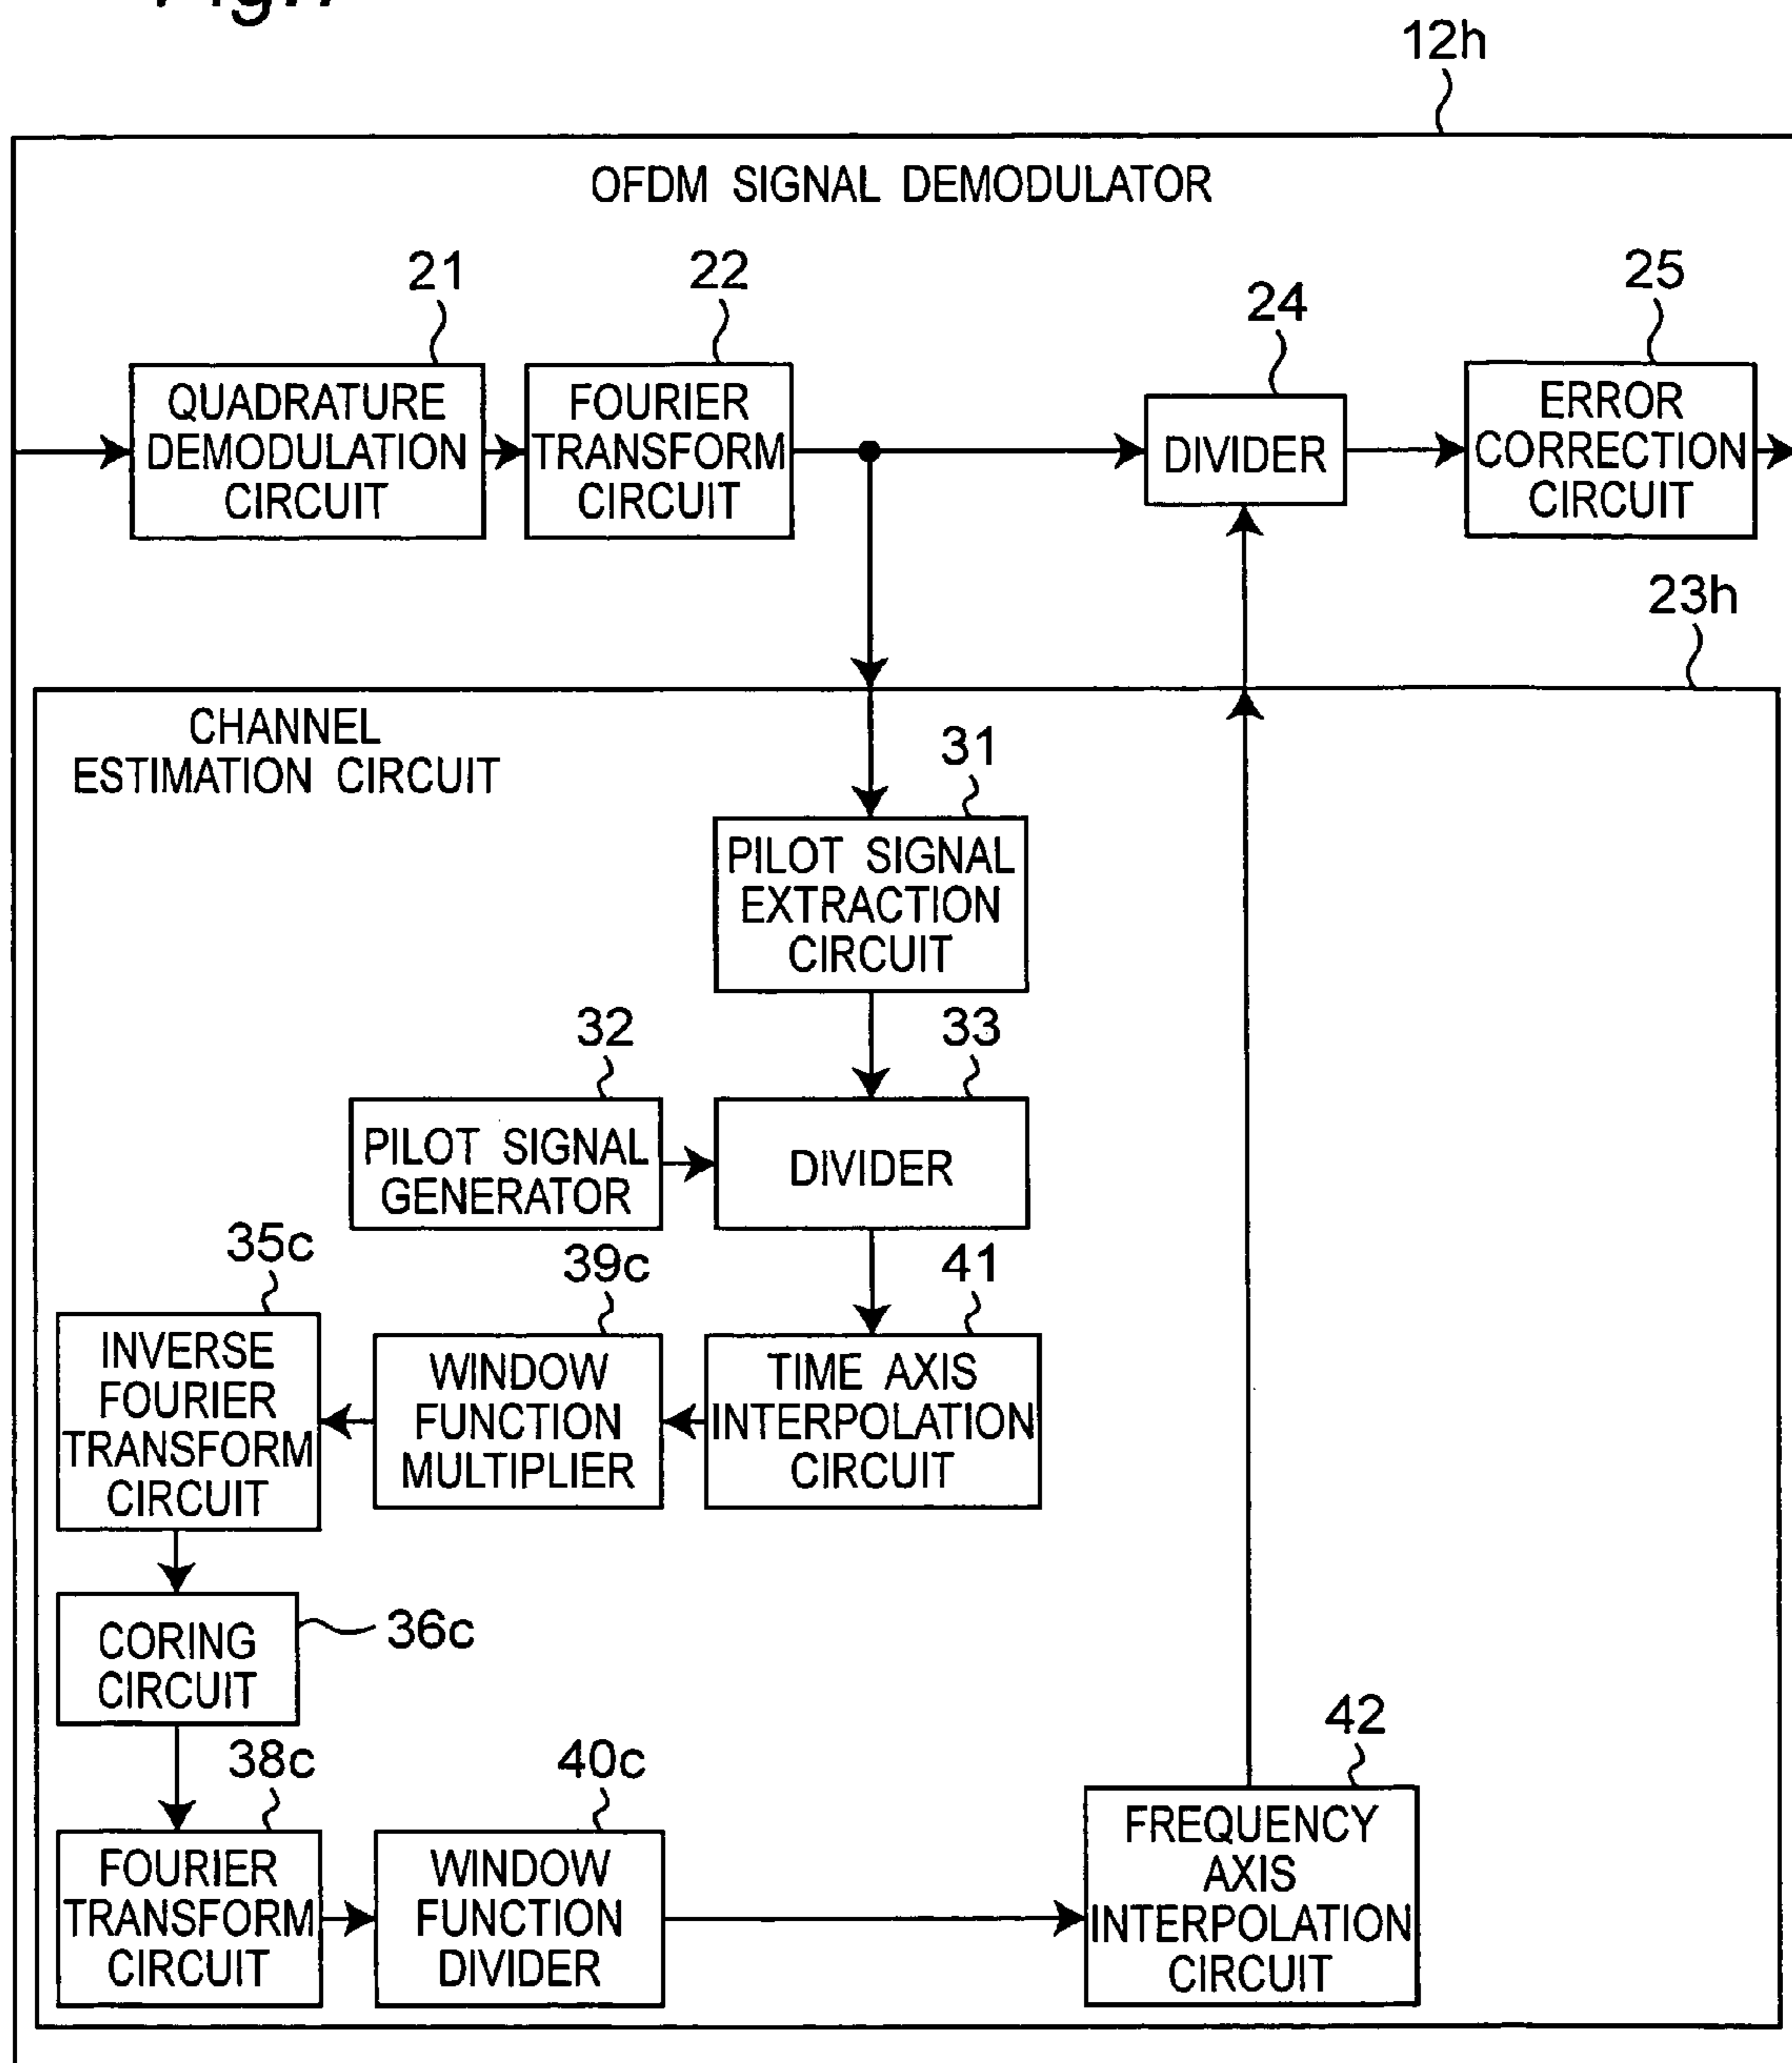 12h
OFDM SIGNAL DEMODULATOR
21
22
24
25
QUADRATURE
DEMODULATION
CIRCUIT
FOURIER
TRANSFORM
CIRCUIT
DIVIDER
ERROR
CORRECTION
CIRCUIT
23h
CHANNEL
ESTIMATION CIRCUIT
31
PILOT SIGNAL
EXTRACTION
CIRCUIT
32
33
PILOT SIGNAL
GENERATOR
DIVIDER
35c
39c
41
INVERSE
FOURIER
TRANSFORM
CIRCUIT
WINDOW
FUNCTION
MULTIPLIER
TIME AXIS
INTERPOLATION
CIRCUIT
CORING
CIRCUIT
36c
38c
40c
42
FOURIER
TRANSFORM
CIRCUIT
WINDOW
FUNCTION
DIVIDER
FREQUENCY
AXIS
INTERPOLATION
CIRCUIT